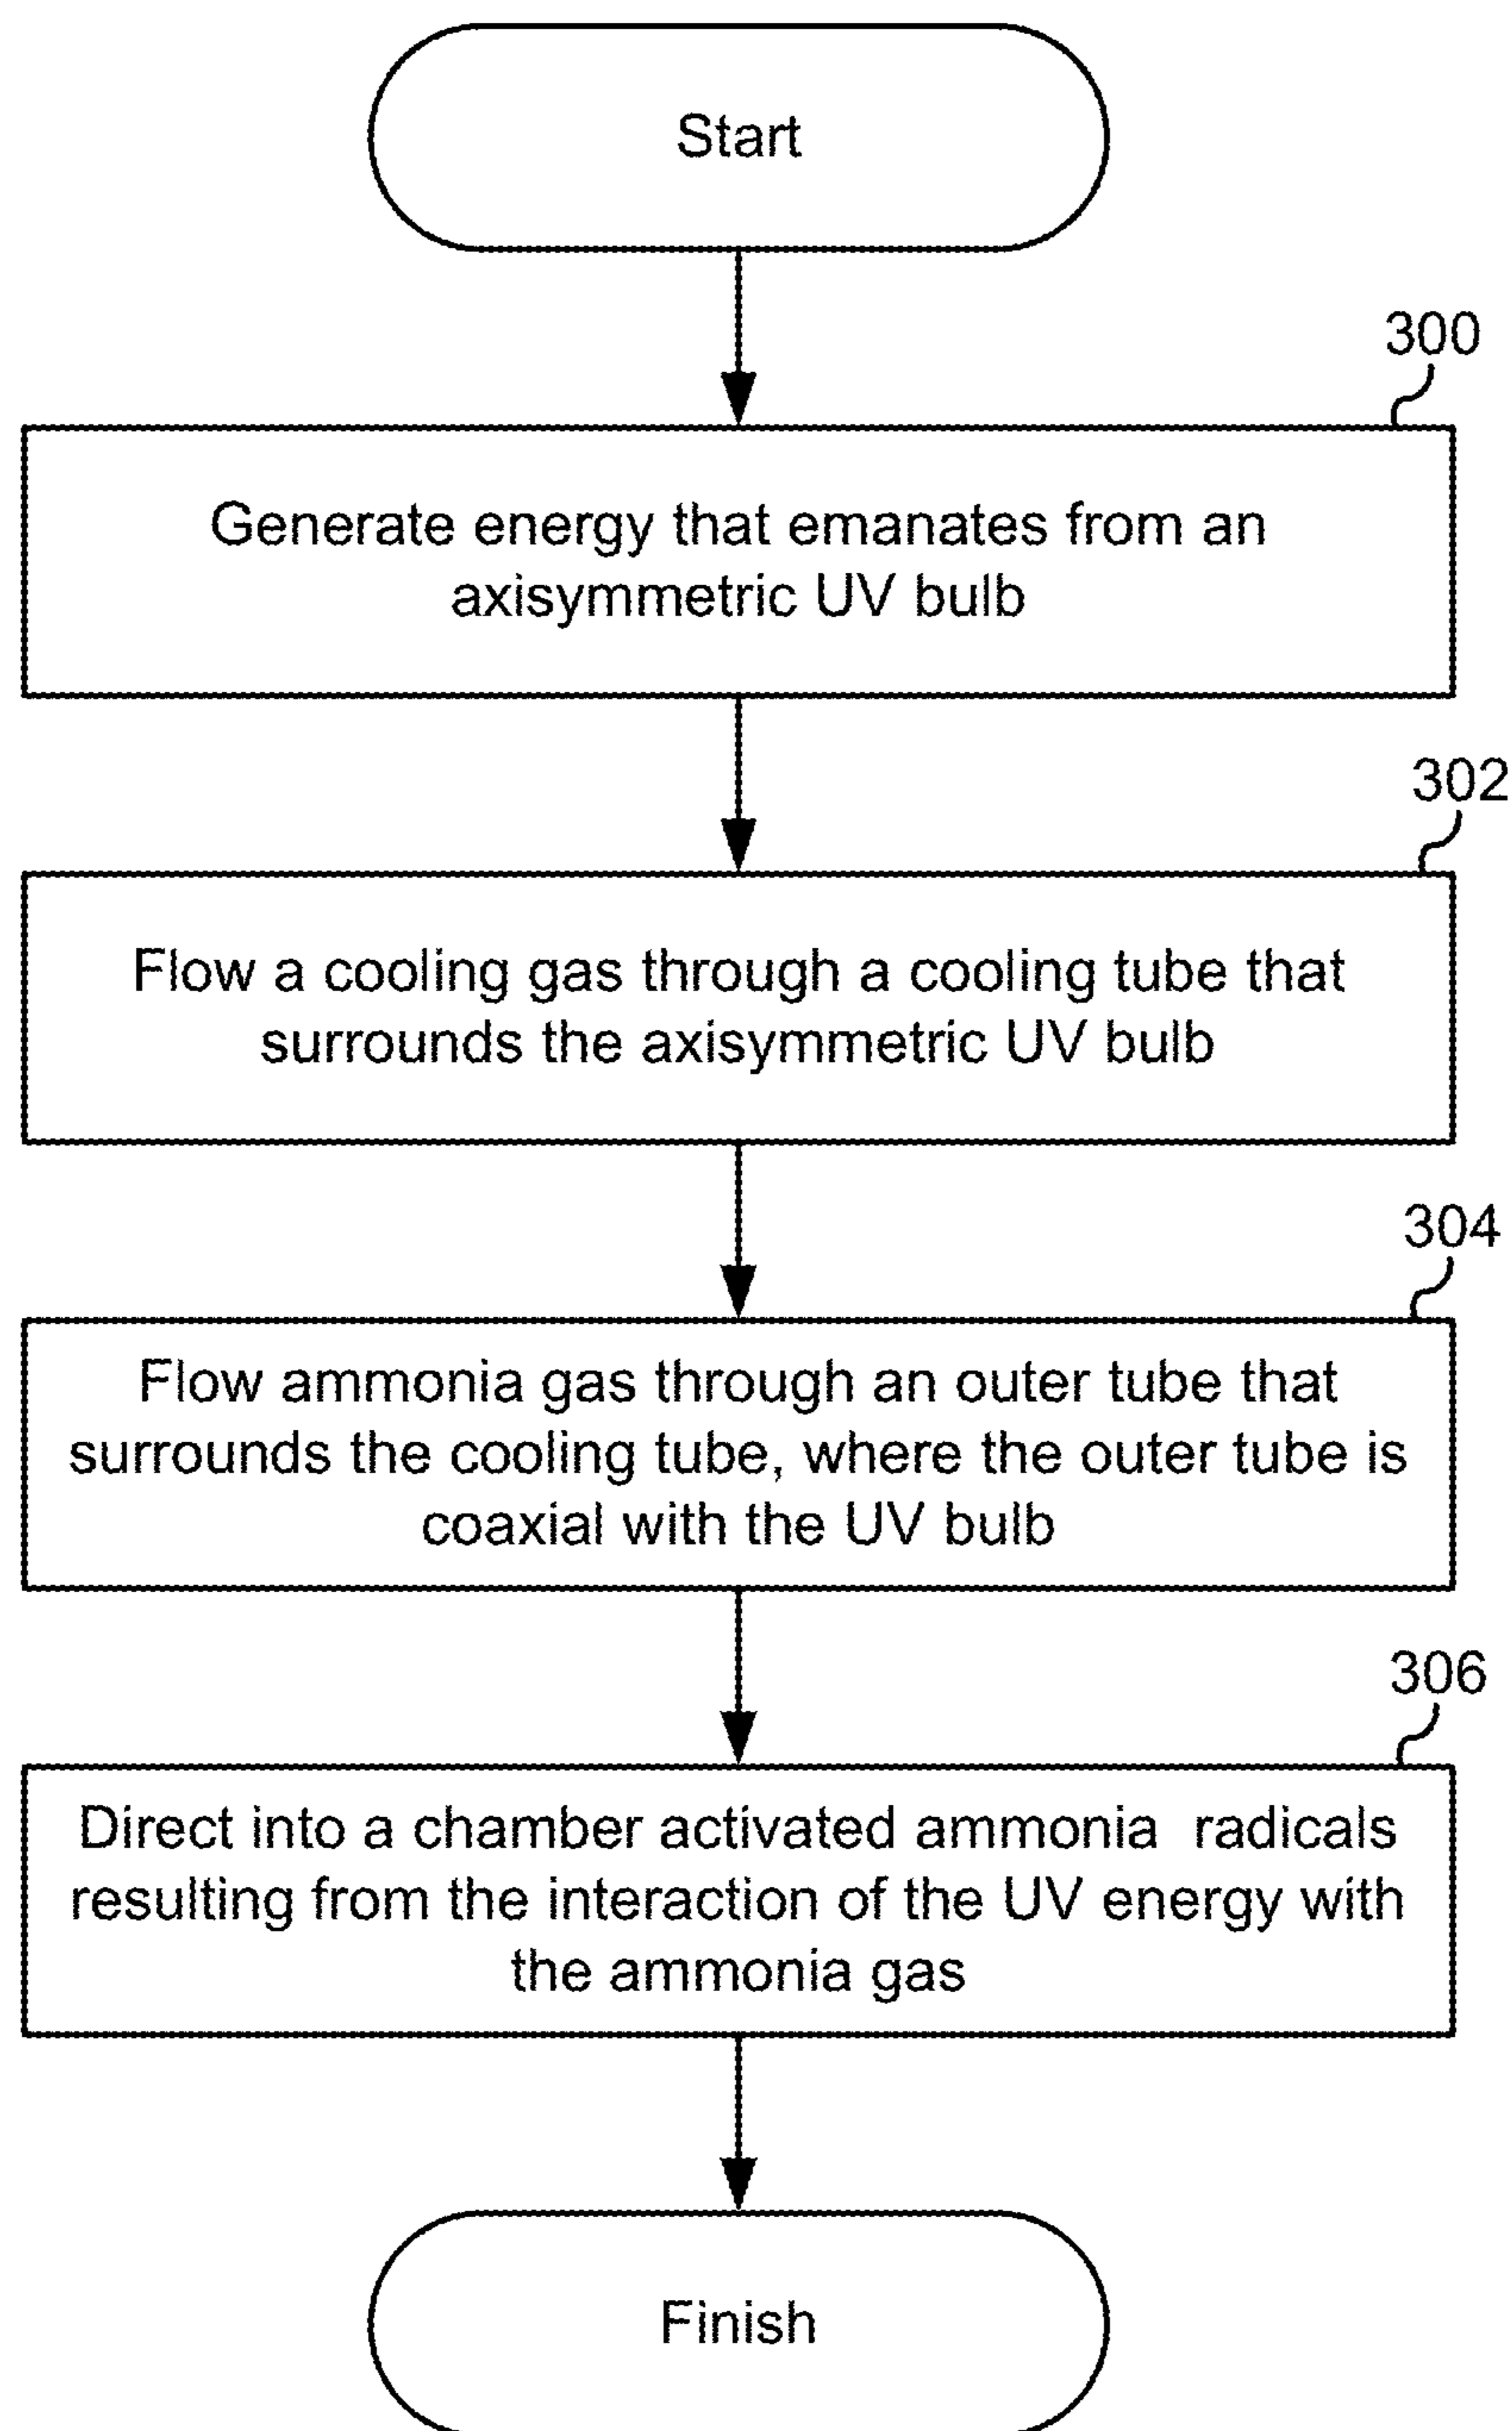 Start
300
Generate energy that emanates from an
axisymmetric UV bulb
302
Flow a cooling gas through a cooling tube that
surrounds the axisymmetric UV bulb
304
Flow ammonia gas through an outer tube that
surrounds the cooling tube, where the outer tube is
coaxial with the UV bulb
306
Direct into a chamber activated ammonia  radicals
resulting from the interaction of the UV energy with
the ammonia gas
Finish